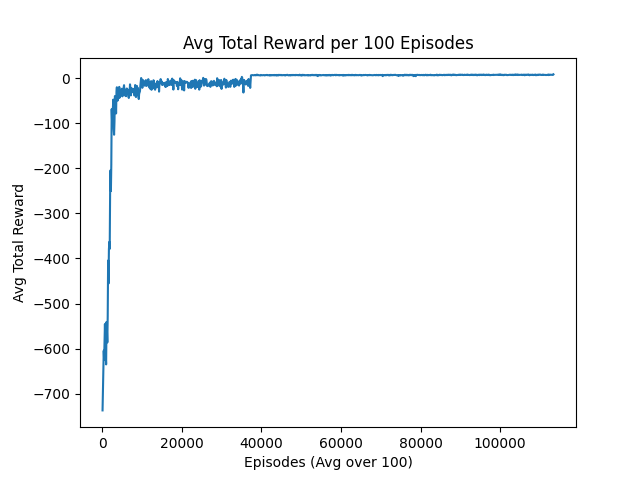 Avg Total Reward per 100 Episodes
0
−100
−200
−300
−400
−500
−600
−700
Avg Total Reward
0 20000 40000 60000 80000 100000
Episodes (Avg over 100)